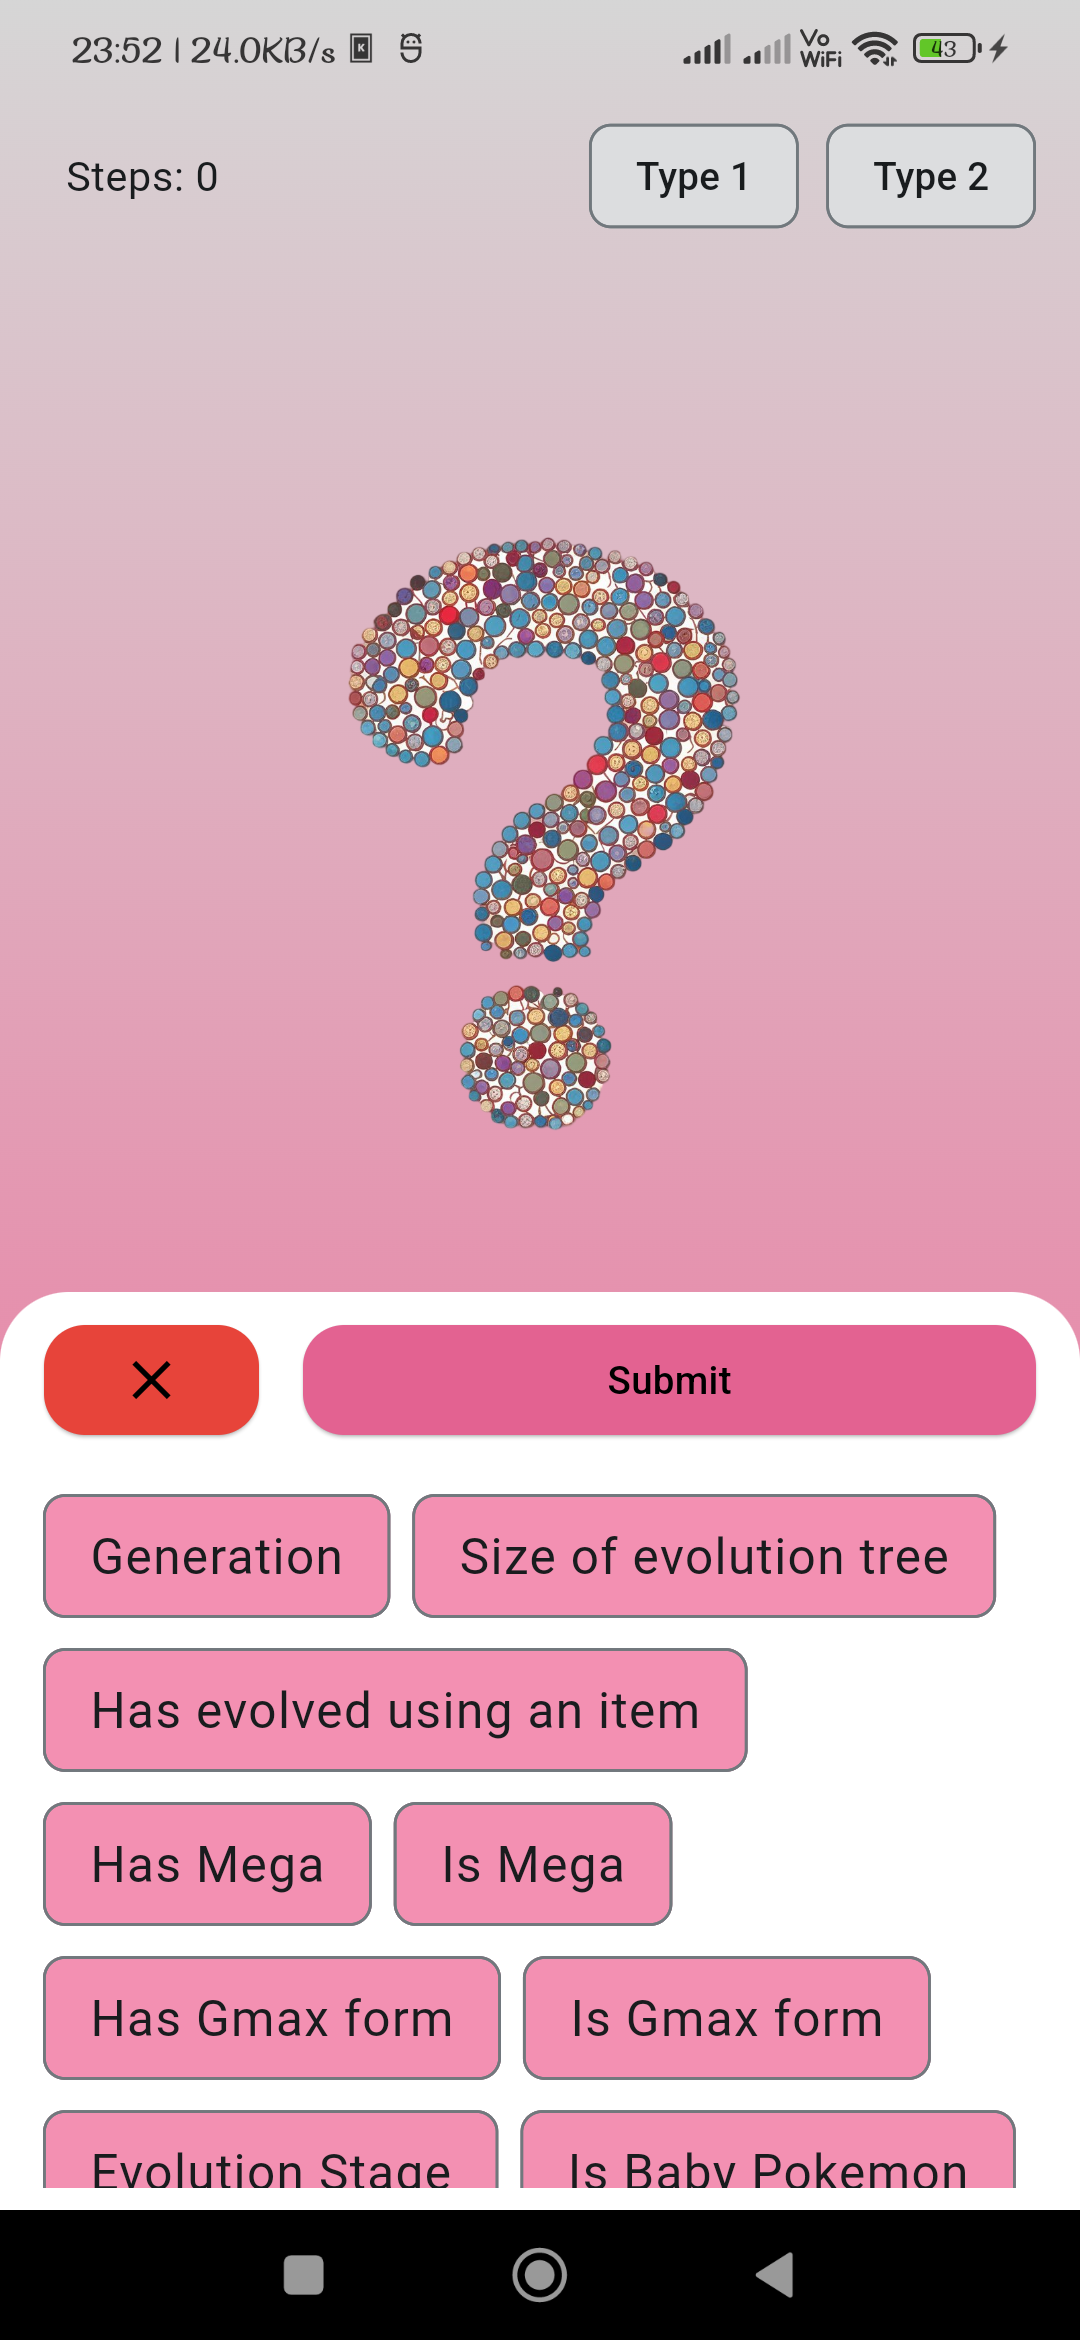 23:52 | 24.0KB/s K Vo WiFi 43
Steps: 0 Type 1 Type 2
Submit
Generation Size of evolution tree
Has evolved using an item
Has Mega Is Mega
Has Gmax form Is Gmax form
Evolution Stage Is Baby Pokemon